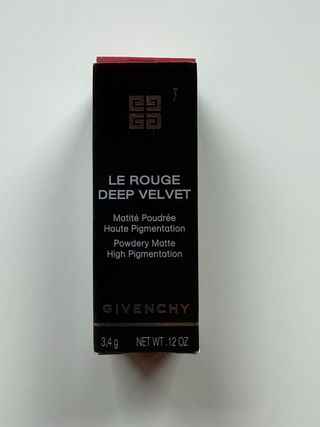 LE ROUGE
DEEP VELVET
Matité Poudrée
Haute Pigmentation
Powdery Matte
High Pigmentation
GIVENCHY
3,4 g NET WT .12 OZ